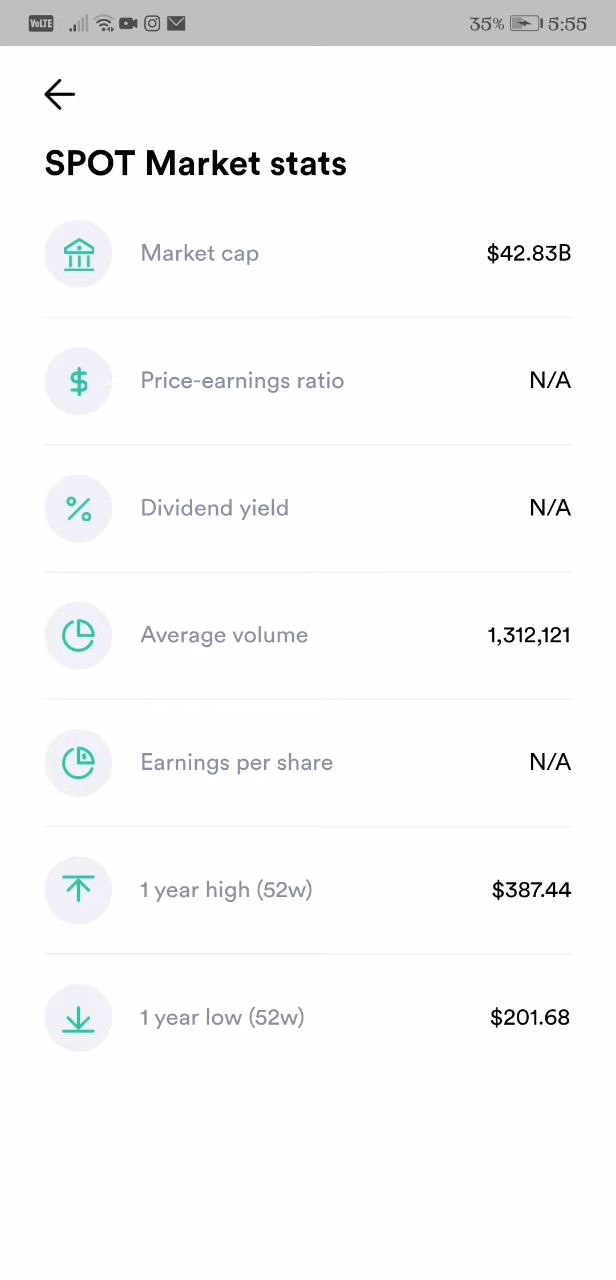 VoLTE 35% 5:55
SPOT Market stats
Market cap $42.83B
Price-earnings ratio N/A
Dividend yield N/A
Average volume 1,312,121
Earnings per share N/A
1 year high (52w) $387.44
1 year low (52w) $201.68